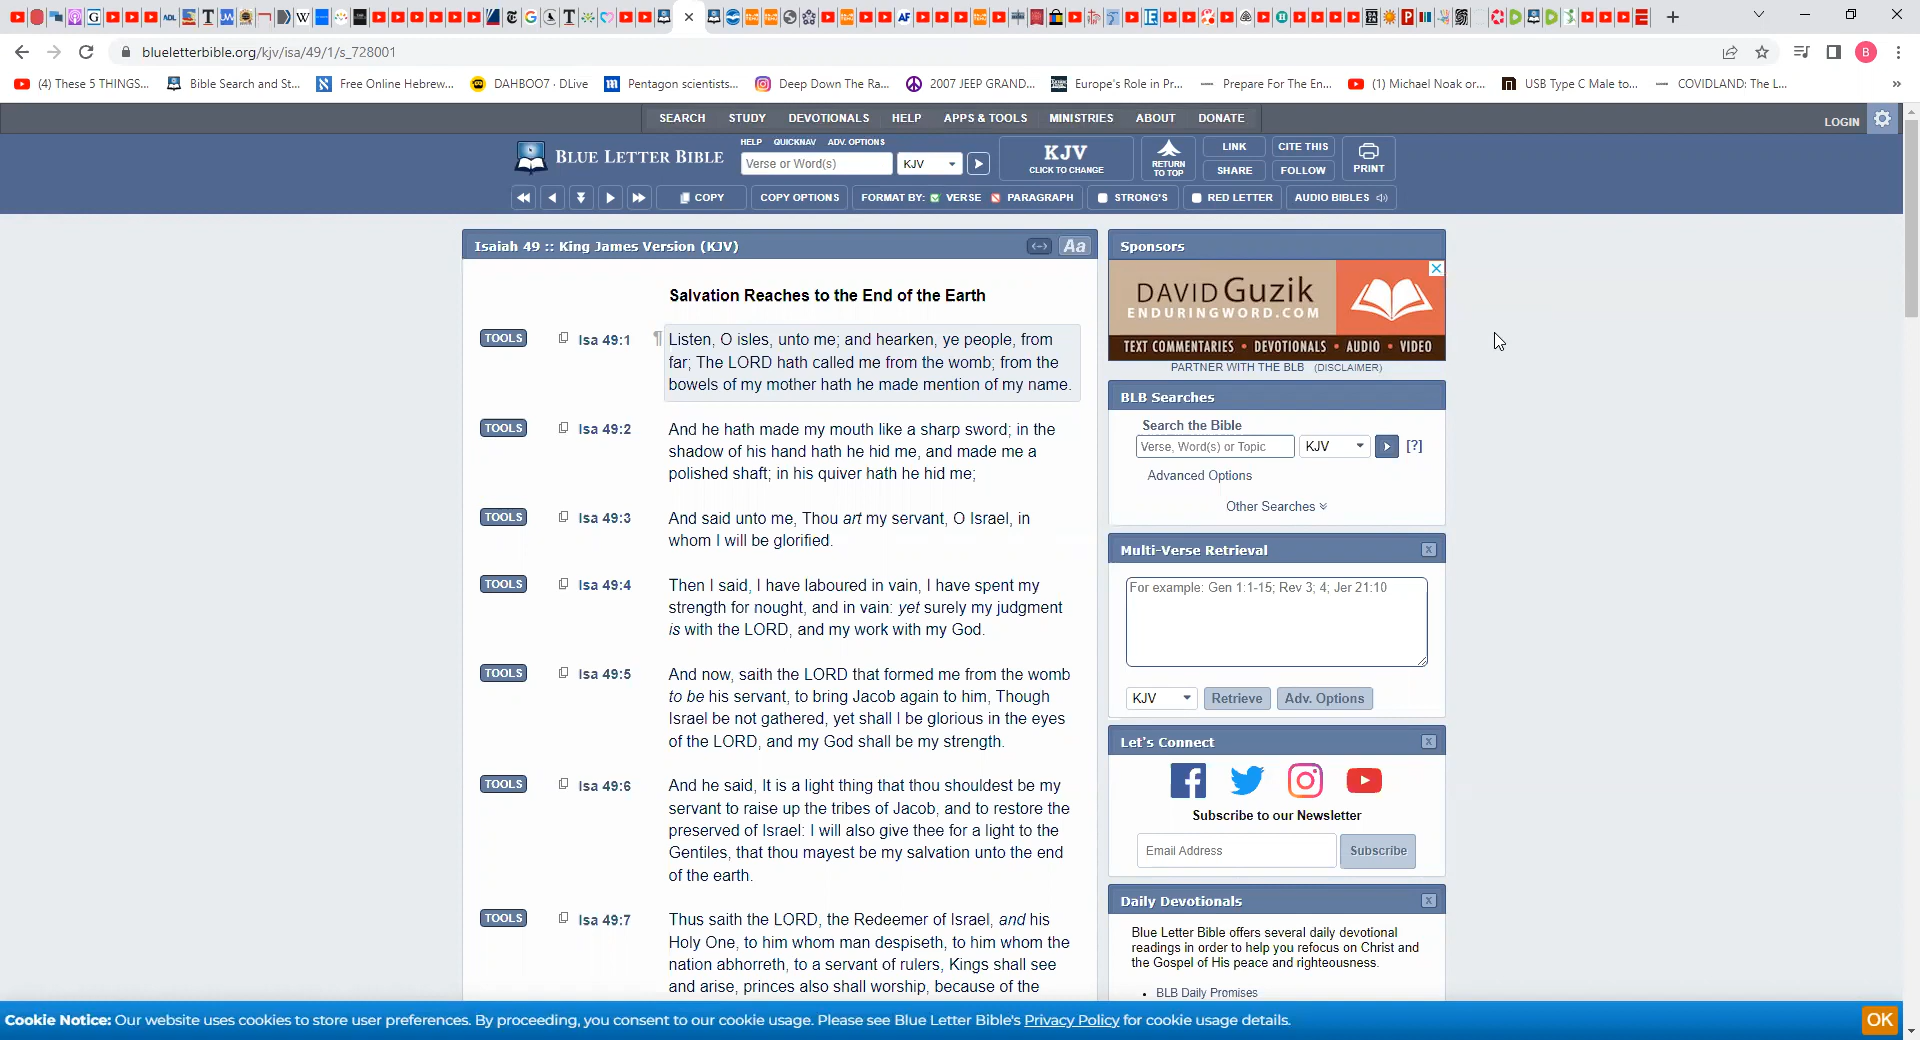 blueletterbible.org/kjv/isa/49/1/s_728001
B
(4) These 5 THINGS...
Bible Search and St...
Free Online Hebrew...
DAHBOO7 · DLive
Pentagon scientists...
Deep Down The Ra...
2007 JEEP GRAND...
Europe's Role in Pr...
Prepare For The En...
(1) Michael Noak or...
USB Type C Male to...
COVIDLAND: The L...
SEARCH STUDY DEVOTIONALS HELP APPS & TOOLS MINISTRIES ABOUT DONATE
LOGIN
BLUE LETTER BIBLE
HELP QUICKNAV ADV. OPTIONS
Verse or Word(s)
KJV
KJV
CLICK TO CHANGE
RETURN
TO TOP
LINK
CITE THIS
SHARE
FOLLOW
PRINT
COPY
COPY OPTIONS
FORMAT BY: VERSE PARAGRAPH
STRONG'S
RED LETTER
AUDIO BIBLES
Isaiah 49 :: King James Version (KJV)
Aa
Salvation Reaches to the End of the Earth
TOOLS
Isa 49:1
¶
Listen, O isles, unto me; and hearken, ye people, from
far; The LORD hath called me from the womb; from the
bowels of my mother hath he made mention of my name.
TOOLS
Isa 49:2
And he hath made my mouth like a sharp sword; in the
shadow of his hand hath he hid me, and made me a
polished shaft; in his quiver hath he hid me;
TOOLS
Isa 49:3
And said unto me, Thou art my servant, O Israel, in
whom I will be glorified.
TOOLS
Isa 49:4
Then I said, I have laboured in vain, I have spent my
strength for nought, and in vain: yet surely my judgment
is with the LORD, and my work with my God.
TOOLS
Isa 49:5
And now, saith the LORD that formed me from the womb
to be his servant, to bring Jacob again to him, Though
Israel be not gathered, yet shall I be glorious in the eyes
of the LORD, and my God shall be my strength.
TOOLS
Isa 49:6
And he said, It is a light thing that thou shouldest be my
servant to raise up the tribes of Jacob, and to restore the
preserved of Israel: I will also give thee for a light to the
Gentiles, that thou mayest be my salvation unto the end
of the earth.
TOOLS
Isa 49:7
Thus saith the LORD, the Redeemer of Israel, and his
Holy One, to him whom man despiseth, to him whom the
nation abhorreth, to a servant of rulers, Kings shall see
and arise, princes also shall worship, because of the
Sponsors
DAVID Guzik
ENDURINGWORD.COM
TEXT COMMENTARIES • DEVOTIONALS • AUDIO • VIDEO
PARTNER WITH THE BLB (DISCLAIMER)
BLB Searches
Search the Bible
Verse, Word(s) or Topic
KJV
[?]
Advanced Options
Other Searches
Multi-Verse Retrieval
For example: Gen 1:1-15; Rev 3; 4; Jer 21:10
KJV
Retrieve
Adv. Options
Let's Connect
Subscribe to our Newsletter
Email Address
Subscribe
Daily Devotionals
Blue Letter Bible offers several daily devotional
readings in order to help you refocus on Christ and
the Gospel of His peace and righteousness.
• BLB Daily Promises
Cookie Notice: Our website uses cookies to store user preferences. By proceeding, you consent to our cookie usage. Please see Blue Letter Bible's Privacy Policy for cookie usage details.
OK